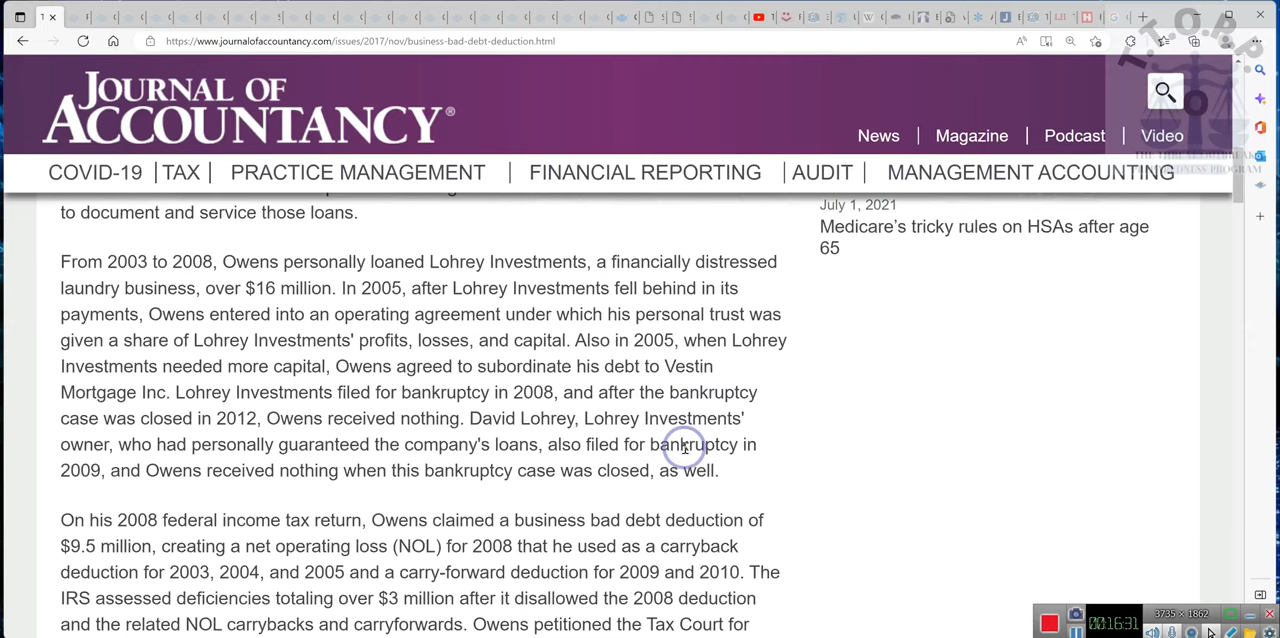 https://www.journalofaccountancy.com/issues/2017/nov/business-bad-debt-deduction.html
T.T.O.R.P.
JOURNAL OF
ACCOUNTANCY®
News | Magazine | Podcast | Video
COVID-19 | TAX | PRACTICE MANAGEMENT | FINANCIAL REPORTING | AUDIT | MANAGEMENT ACCOUNTING
to document and service those loans.
From 2003 to 2008, Owens personally loaned Lohrey Investments, a financially distressed
laundry business, over $16 million. In 2005, after Lohrey Investments fell behind in its
payments, Owens entered into an operating agreement under which his personal trust was
given a share of Lohrey Investments' profits, losses, and capital. Also in 2005, when Lohrey
Investments needed more capital, Owens agreed to subordinate his debt to Vestin
Mortgage Inc. Lohrey Investments filed for bankruptcy in 2008, and after the bankruptcy
case was closed in 2012, Owens received nothing. David Lohrey, Lohrey Investments'
owner, who had personally guaranteed the company's loans, also filed for bankruptcy in
2009, and Owens received nothing when this bankruptcy case was closed, as well.
On his 2008 federal income tax return, Owens claimed a business bad debt deduction of
$9.5 million, creating a net operating loss (NOL) for 2008 that he used as a carryback
deduction for 2003, 2004, and 2005 and a carry-forward deduction for 2009 and 2010. The
IRS assessed deficiencies totaling over $3 million after it disallowed the 2008 deduction
and the related NOL carrybacks and carryforwards. Owens petitioned the Tax Court for
July 1, 2021
Medicare's tricky rules on HSAs after age
65
00:16:31
3735 × 1862